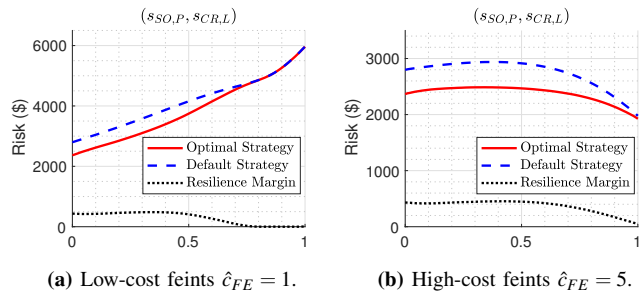 (s_{SO,P}, s_{CR,L})
6000
4000
2000
0
Risk ($)
Optimal Strategy
Default Strategy
Resilience Margin
0 0.5 1
(a) Low-cost feints ĉ_{FE} = 1.
(s_{SO,P}, s_{CR,L})
3000
2000
1000
0
Risk ($)
Optimal Strategy
Default Strategy
Resilience Margin
0 0.5 1
(b) High-cost feints ĉ_{FE} = 5.